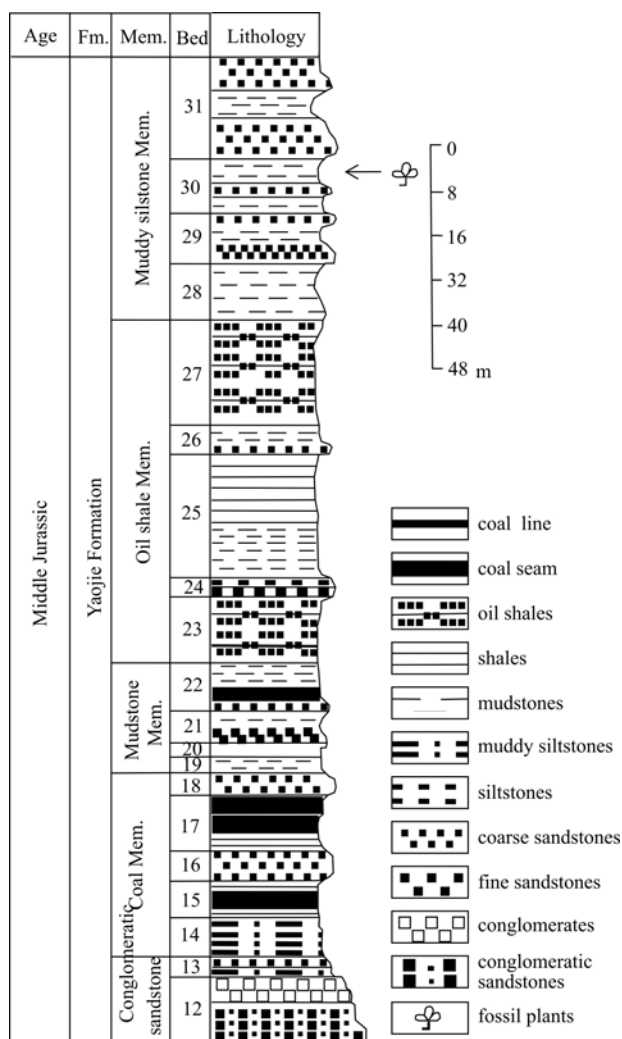 Age Fm. Mem. Bed Lithology
Middle Jurassic
Yaojie Formation
Muddy silstone Mem.
Oil shale Mem.
Mudstone
Mem.
Coal Mem.
Conglomeratic
sandstone
31
30
29
28
27
26
25
24
23
22
21
20
19
18
17
16
15
14
13
12
0
8
16
32
40
48 m
coal line
coal seam
oil shales
shales
mudstones
muddy siltstones
siltstones
coarse sandstones
fine sandstones
conglomerates
conglomeratic
sandstones
fossil plants